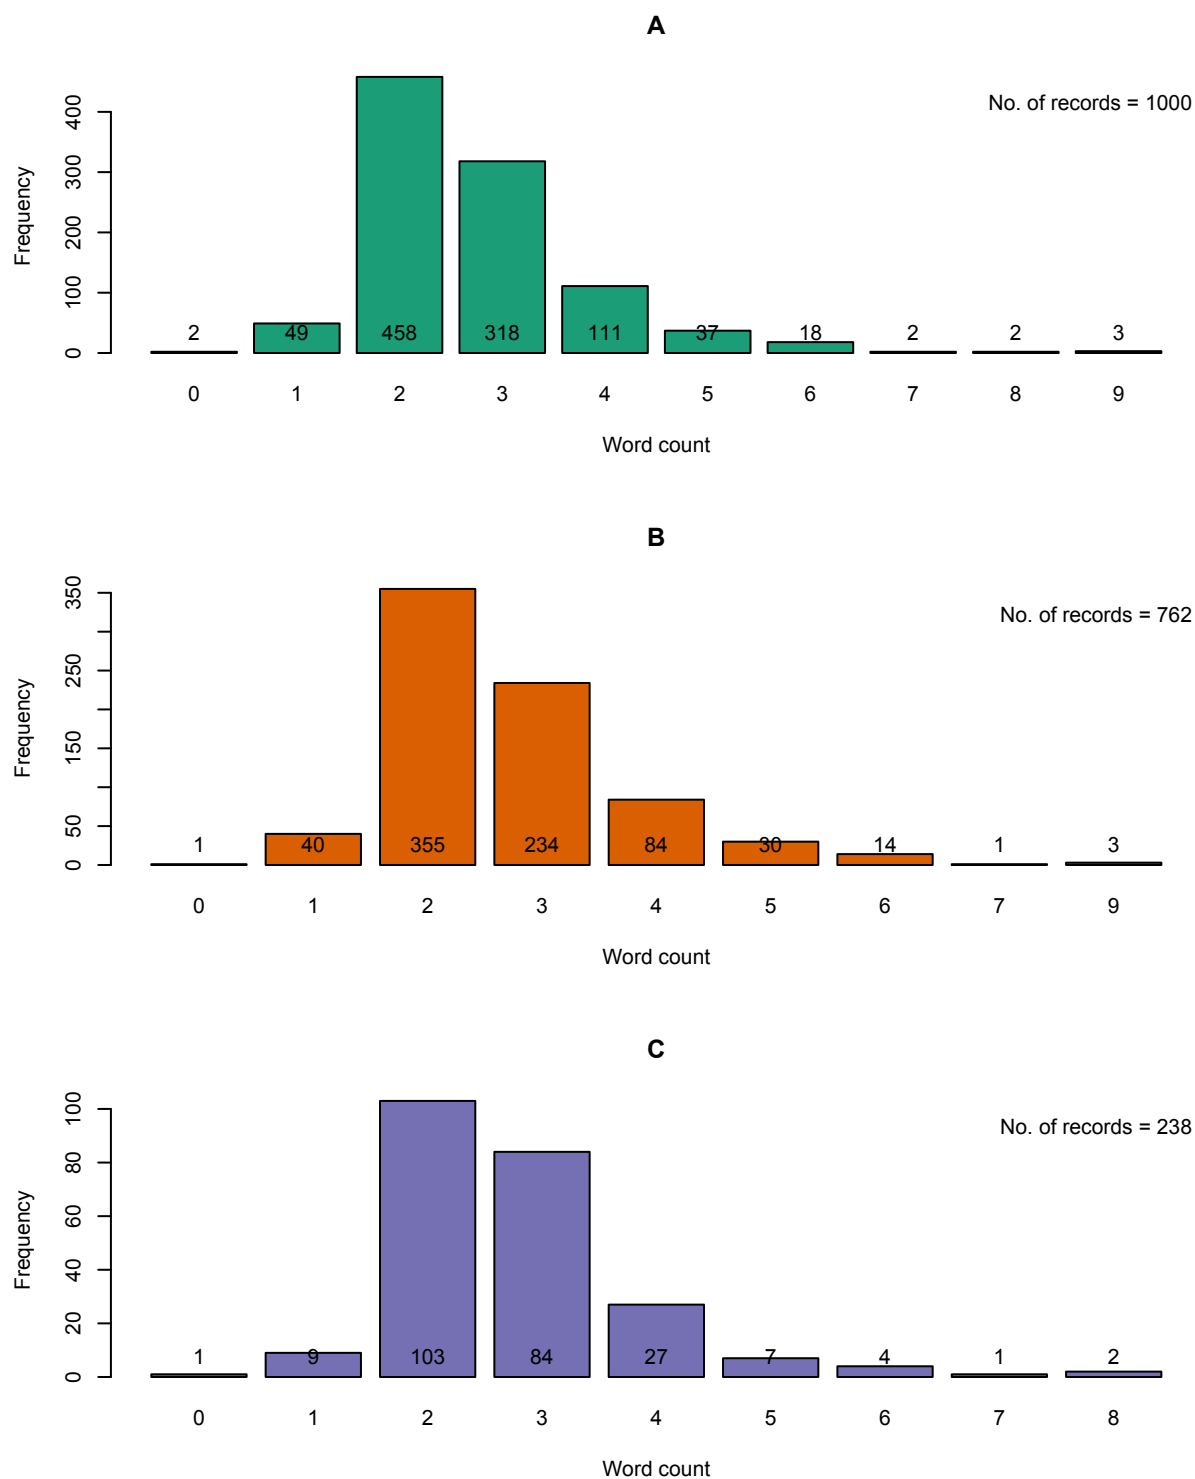 A
No. of records = 1000
Frequency
400
300
200
100
0
2 49 458 318 111 37 18 2 2 3
0 1 2 3 4 5 6 7 8 9
Word count
B
No. of records = 762
Frequency
350
250
150
50
0
1 40 355 234 84 30 14 1 3
0 1 2 3 4 5 6 7 9
Word count
C
No. of records = 238
Frequency
100
80
60
40
20
0
1 9 103 84 27 7 4 1 2
0 1 2 3 4 5 6 7 8
Word count